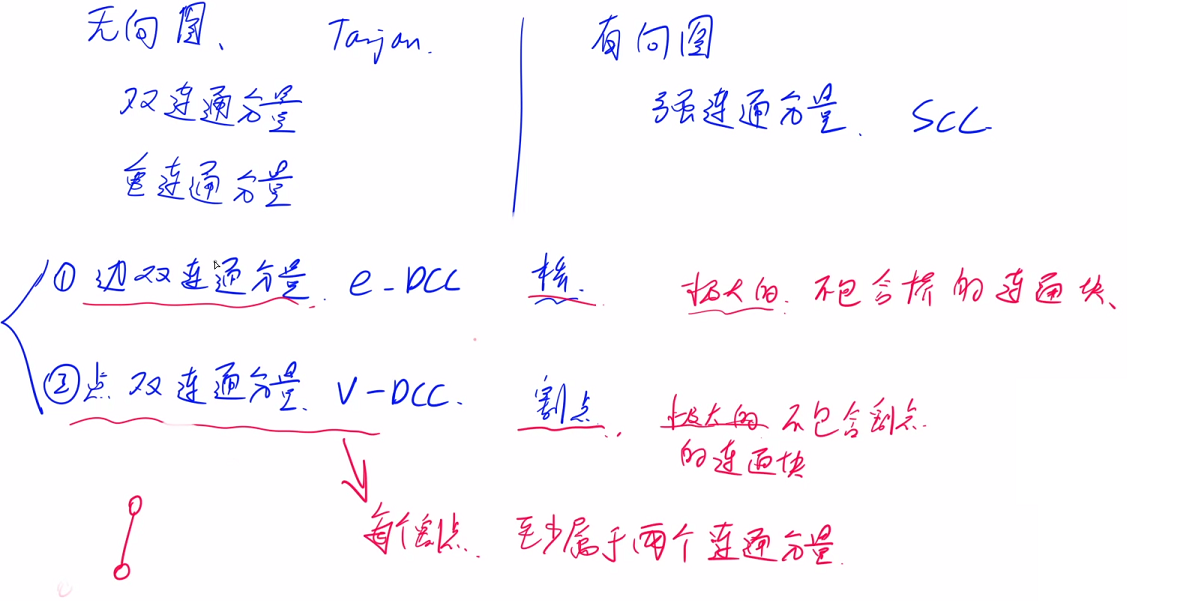 无向图、 Tarjan. 有向图
双连通分量 强连通分量. SCC
重连通分量
① 边双连通分量. e-DCC 桥. 极大的. 不包含桥的连通块、
② 点双连通分量. V-DCC. 割点. 极大的 不包含割点
的连通块
每个割点. 至少属于两个连通分量.